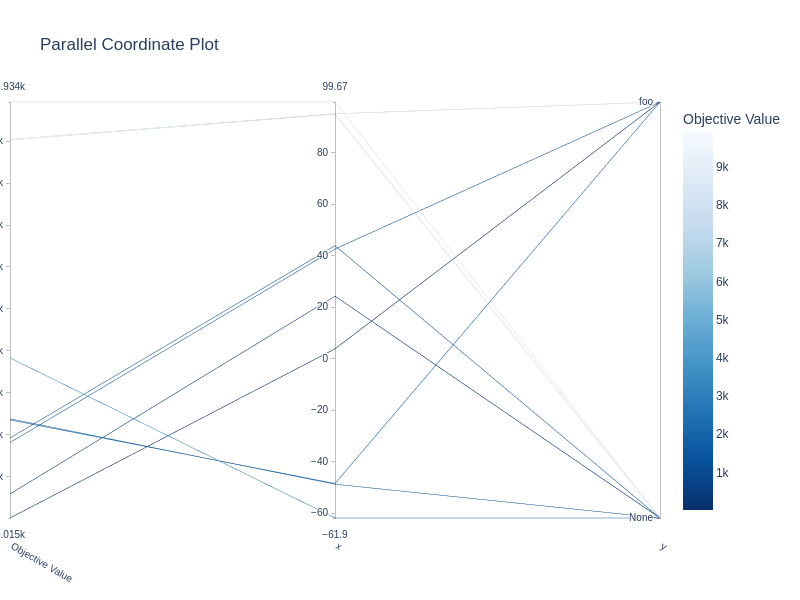 Parallel Coordinate Plot
.934k
99.67
foo
Objective Value
k
9k
80
k
8k
60
k
7k
40
k
6k
20
k
5k
0
k
4k
−20
k
3k
−40
k
2k
−60
k
1k
None
.015k
−61.9
Objective Value
x
y